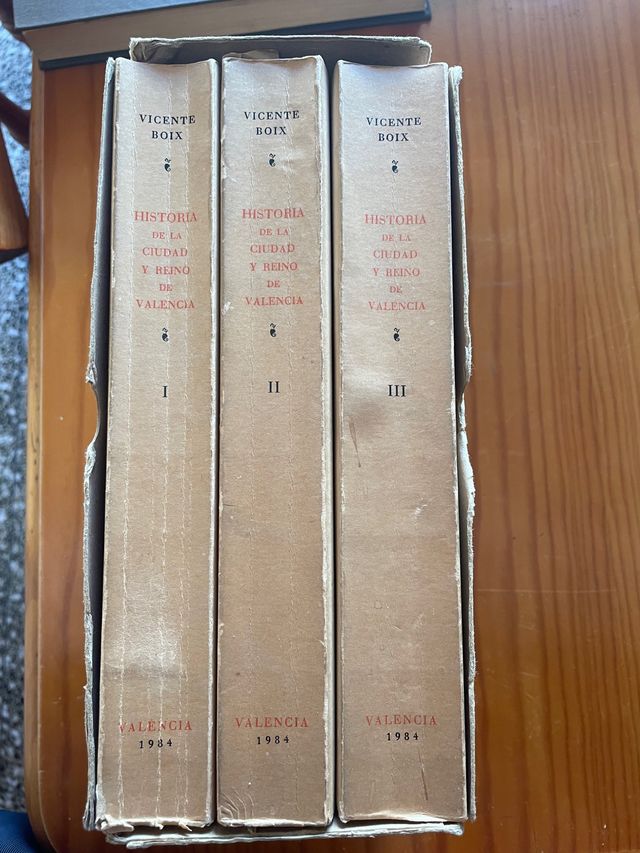 VICENTE
BOIX
HISTORIA
DE LA
CIUDAD
Y REINO
DE
VALENCIA
I
VALENCIA
1984
VICENTE
BOIX
HISTORIA
DE LA
CIUDAD
Y REINO
DE
VALENCIA
II
VALENCIA
1984
VICENTE
BOIX
HISTORIA
DE LA
CIUDAD
Y REINO
DE
VALENCIA
III
VALENCIA
1984